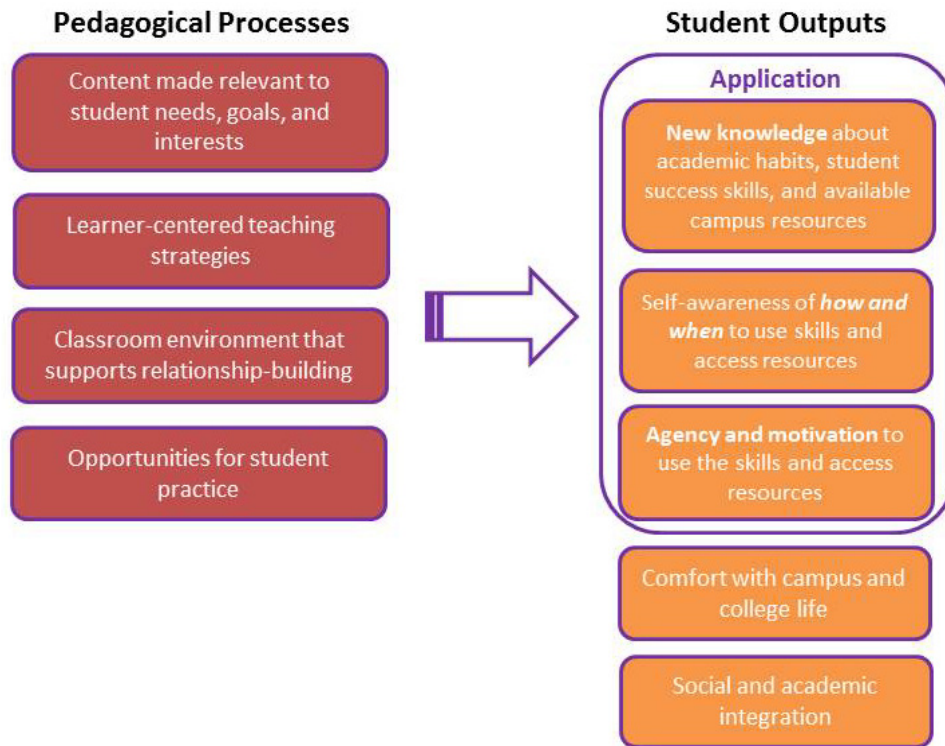 Pedagogical Processes
Content made relevant to
student needs, goals, and
interests
Learner-centered teaching
strategies
Classroom environment that
supports relationship-building
Opportunities for student
practice
Student Outputs
Application
New knowledge about
academic habits, student
success skills, and available
campus resources
Self-awareness of how and
when to use skills and
access resources
Agency and motivation to
use the skills and access
resources
Comfort with campus and
college life
Social and academic
integration